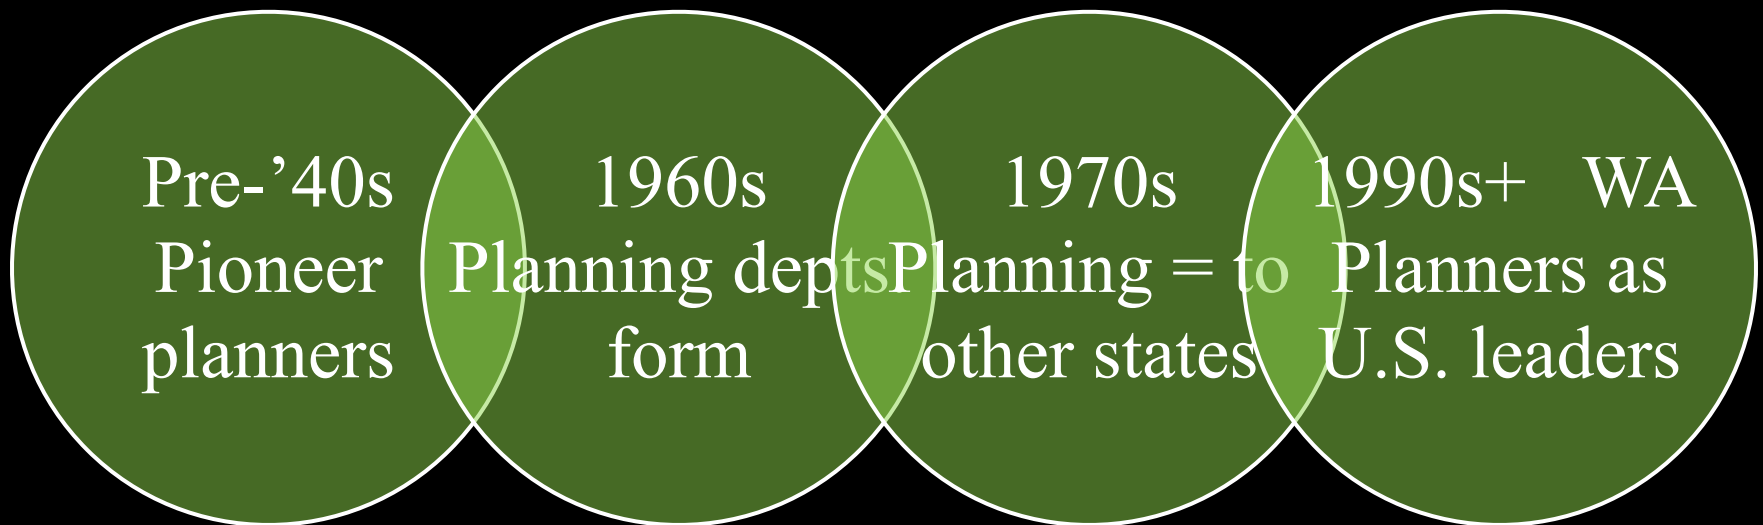 Pre-’40s
Pioneer
planners
1960s
Planning depts
form
1970s
Planning = to
other states
1990s+ WA
Planners as
U.S. leaders